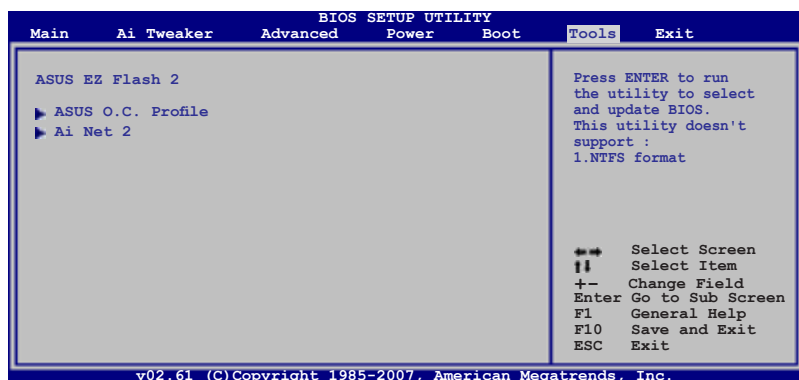 BIOS SETUP UTILITY
Main Ai Tweaker Advanced Power Boot Tools Exit
ASUS EZ Flash 2
ASUS O.C. Profile
Ai Net 2
Press ENTER to run
the utility to select
and update BIOS.
This utility doesn't
support :
1.NTFS format
Select Screen
Select Item
+- Change Field
Enter Go to Sub Screen
F1 General Help
F10 Save and Exit
ESC Exit
v02.61 (C)Copyright 1985-2007, American Megatrends, Inc.